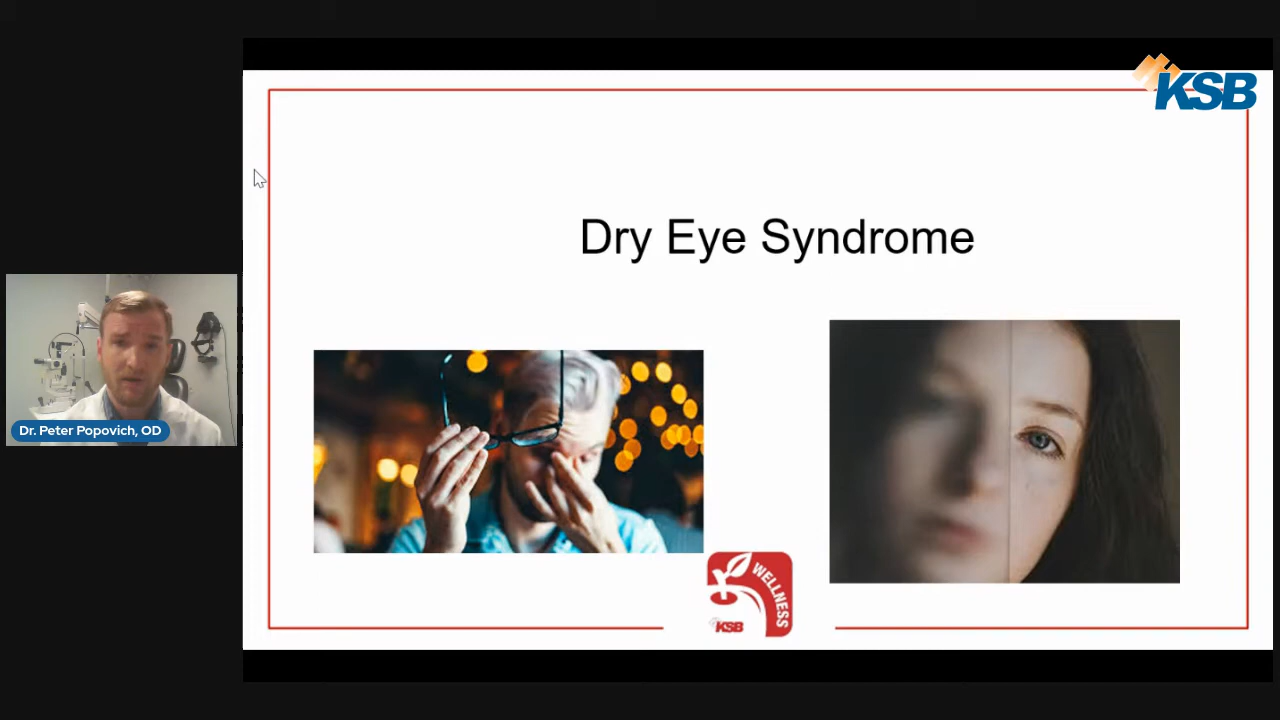 KSB
Dry Eye Syndrome
Dr. Peter Popovich, OD
WELLNESS
KSB